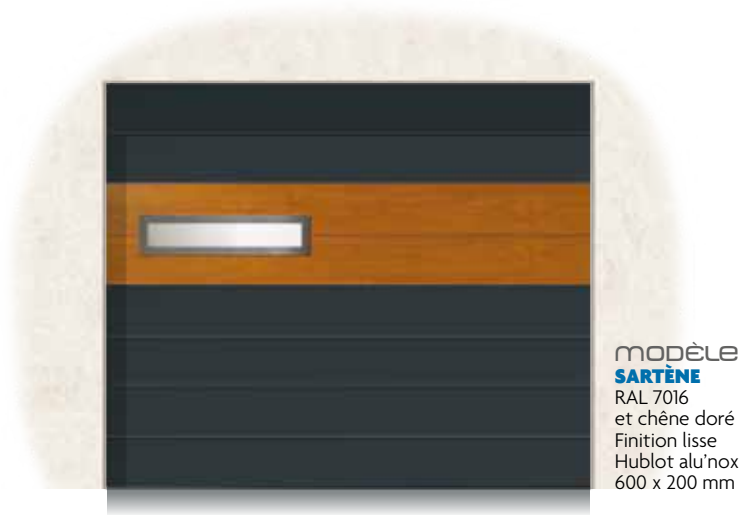 MODÈLE
SARTÈNE
RAL 7016
et chêne doré
Finition lisse
Hublot alu'nox
600 x 200 mm